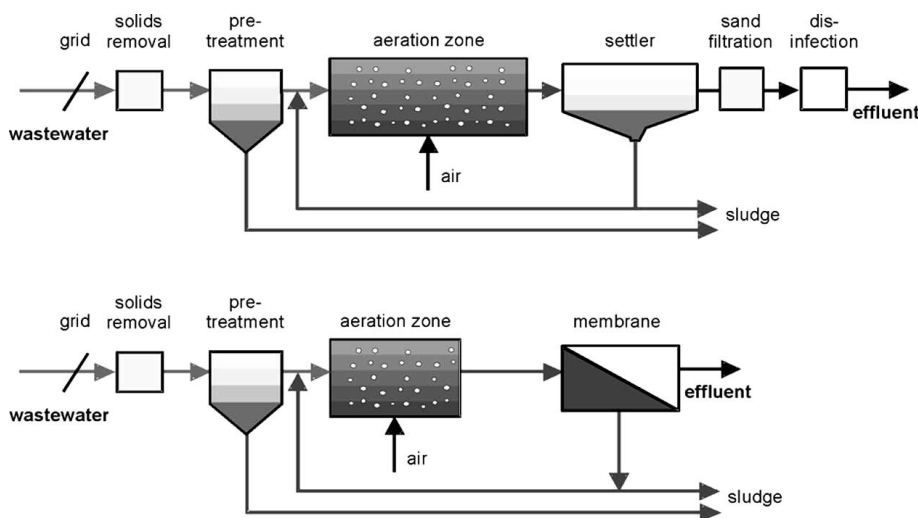 solids
removal
pre-
treatment
grid
aeration zone
settler
sand
filtration
dis-
infection
wastewater
effluent
air
sludge
solids
removal
pre-
treatment
grid
aeration zone
membrane
wastewater
effluent
air
sludge